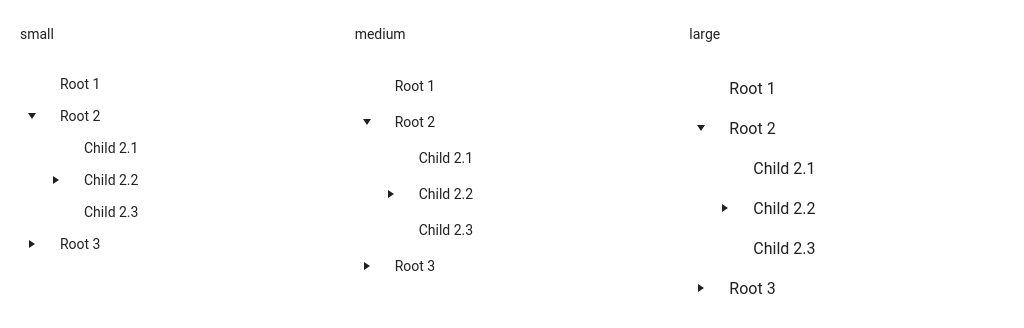 small
Root 1
Root 2
Child 2.1
Child 2.2
Child 2.3
Root 3
medium
Root 1
Root 2
Child 2.1
Child 2.2
Child 2.3
Root 3
large
Root 1
Root 2
Child 2.1
Child 2.2
Child 2.3
Root 3